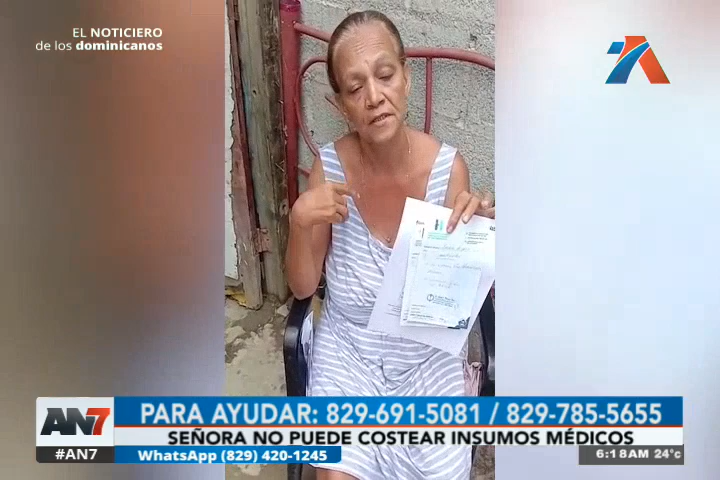 EL NOTICIERO
de los dominicanos
PARA AYUDAR: 829-691-5081 / 829-785-5655
AN7
SEÑORA NO PUEDE COSTEAR INSUMOS MÉDICOS
#AN7
WhatsApp (829) 420-1245
6:18AM 24°c